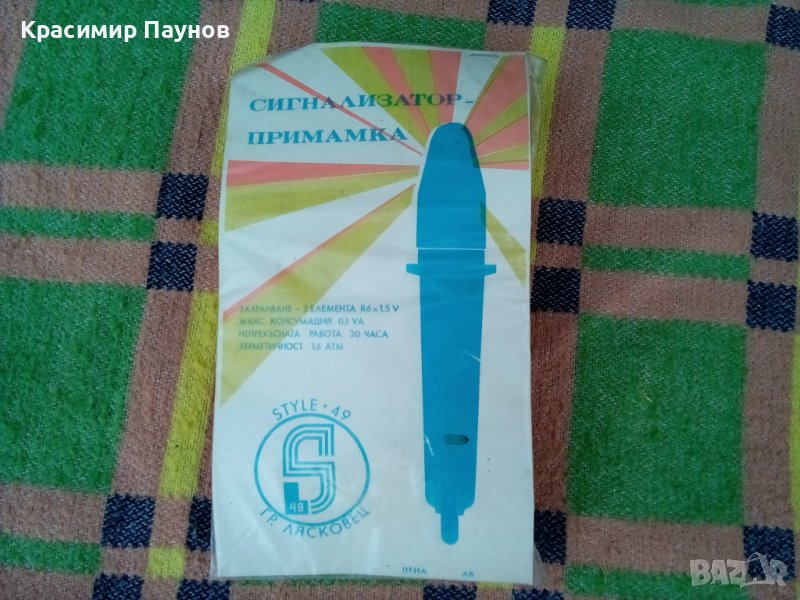 Красимир Паунов
СИГНАЛИЗАТОР-
ПРИМАМКА
ЗАХРАНВАНЕ – 2 ЕЛЕМЕНТА R6 x 1,5 V
МАКС. КОНСУМАЦИЯ 0,1 VA
НЕПРЕКЪСНАТА РАБОТА 30 ЧАСА
ХЕРМЕТИЧНОСТ 1,6 АТМ
STYLE • 49
49
ГР. ЛЯСКОВЕЦ
ЦЕНА ЛВ
BAZAR